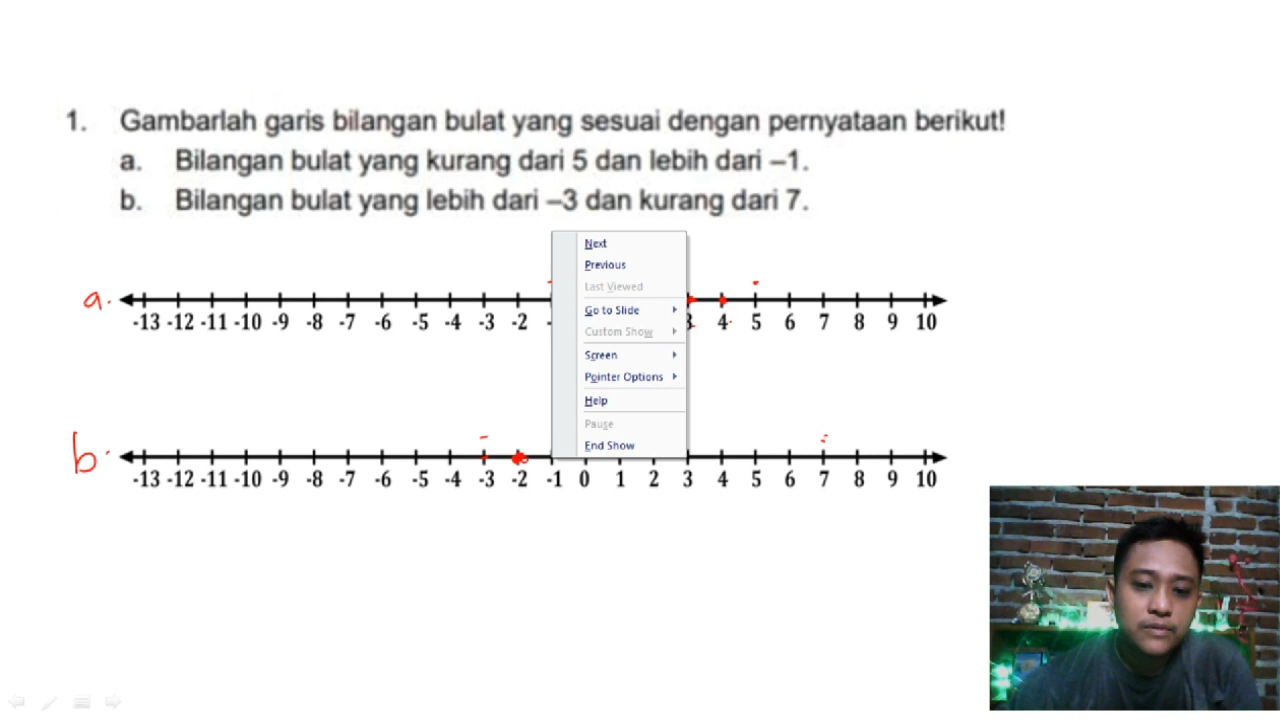 1. Gambarlah garis bilangan bulat yang sesuai dengan pernyataan berikut!
a. Bilangan bulat yang kurang dari 5 dan lebih dari –1.
b. Bilangan bulat yang lebih dari –3 dan kurang dari 7.
Next
Previous
Last Viewed
Go to Slide
Custom Show
Screen
Pointer Options
Help
Pause
End Show
a.
-13 -12 -11 -10 -9 -8 -7 -6 -5 -4 -3 -2 4 5 6 7 8 9 10
b.
-13 -12 -11 -10 -9 -8 -7 -6 -5 -4 -3 -2 -1 0 1 2 3 4 5 6 7 8 9 10